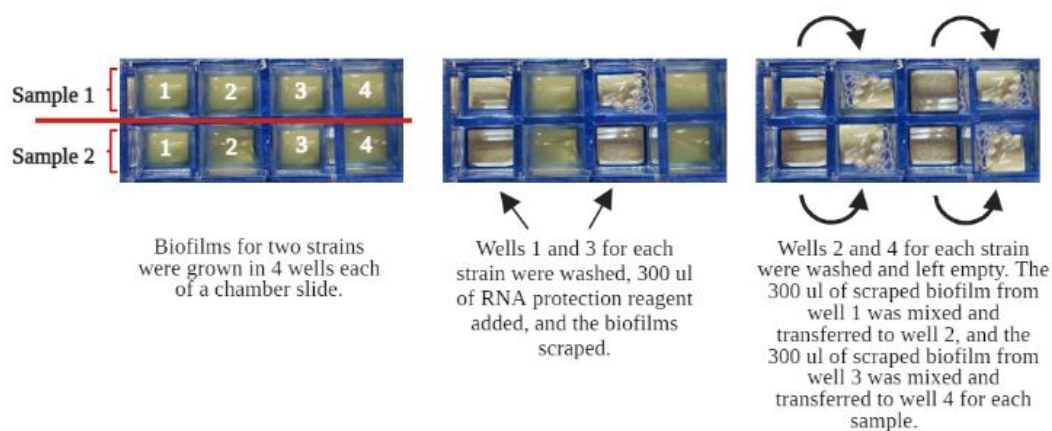 Sample 1
1 2 3 4
Sample 2
1 2 3 4
Biofilms for two strains
were grown in 4 wells each
of a chamber slide.
Wells 1 and 3 for each
strain were washed, 300 ul
of RNA protection reagent
added, and the biofilms
scraped.
Wells 2 and 4 for each strain
were washed and left empty. The
300 ul of scraped biofilm from
well 1 was mixed and
transferred to well 2, and the
300 ul of scraped biofilm from
well 3 was mixed and
transferred to well 4 for each
sample.